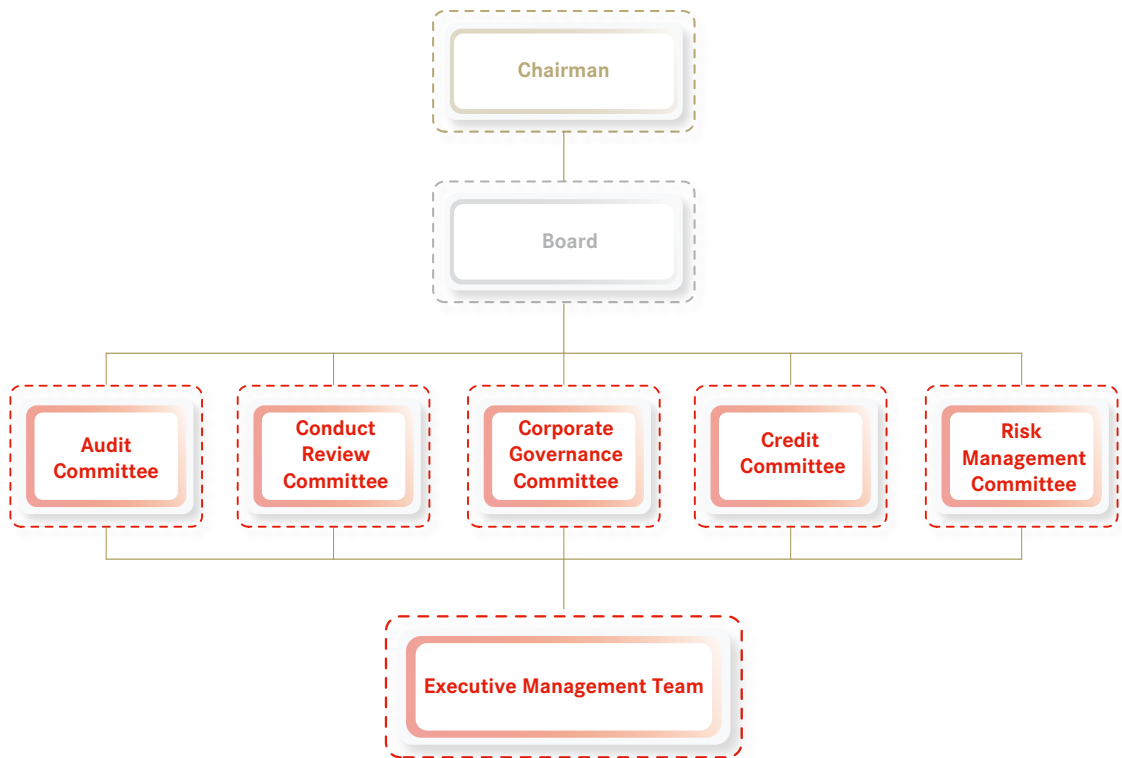 Chairman
Board
Audit
Committee
Conduct
Review
Committee
Corporate
Governance
Committee
Credit
Committee
Risk
Management
Committee
Executive Management Team